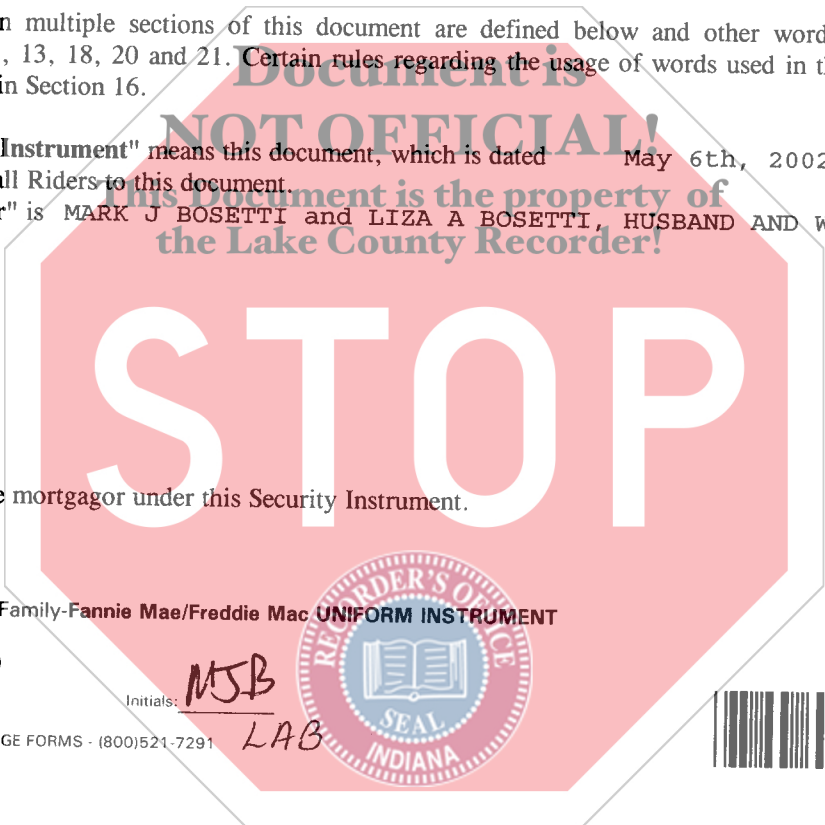 n multiple sections of this document are defined below and other word
, 13, 18, 20 and 21. Certain rules regarding the usage of words used in t
in Section 16.
Document is
NOT OFFICIAL!
Instrument" means this document, which is dated May 6th, 2002
all Riders to this document.
This Document is the property of
r" is MARK J BOSETTI and LIZA A BOSETTI, HUSBAND AND W
the Lake County Recorder!
STOP
e mortgagor under this Security Instrument.
Family-Fannie Mae/Freddie Mac UNIFORM INSTRUMENT
RECORDER'S OFFICE
SEAL
INDIANA
Initials: MJB
GE FORMS - (800)521-7291 LAB